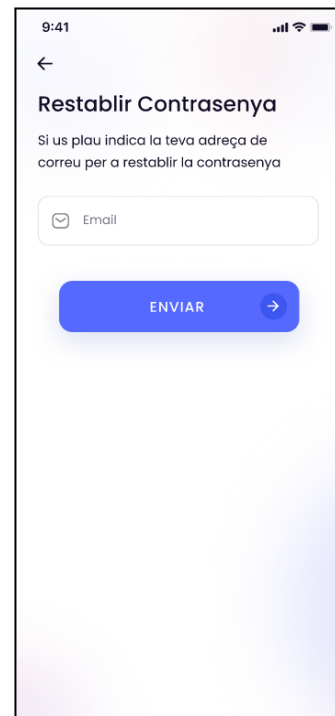 9:41
Restablir Contrasenya
Si us plau indica la teva adreça de
correu per a restablir la contrasenya
Email
ENVIAR